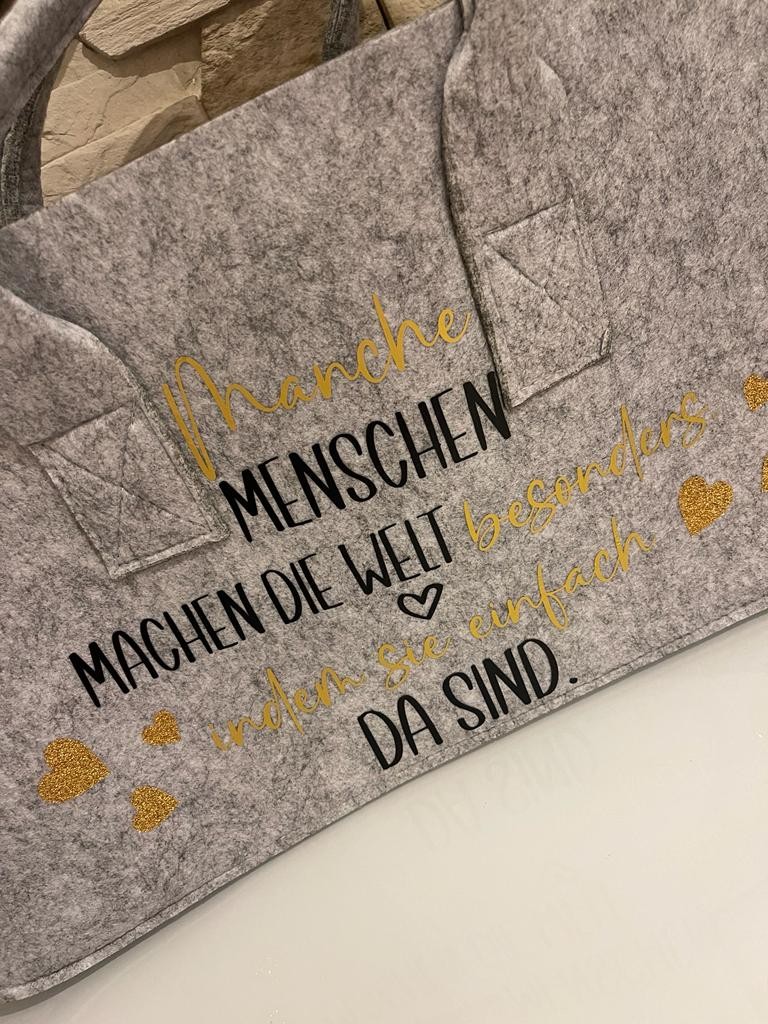 Manche
MENSCHEN
MACHEN DIE WELT besonders
indem sie einfach
DA SIND.